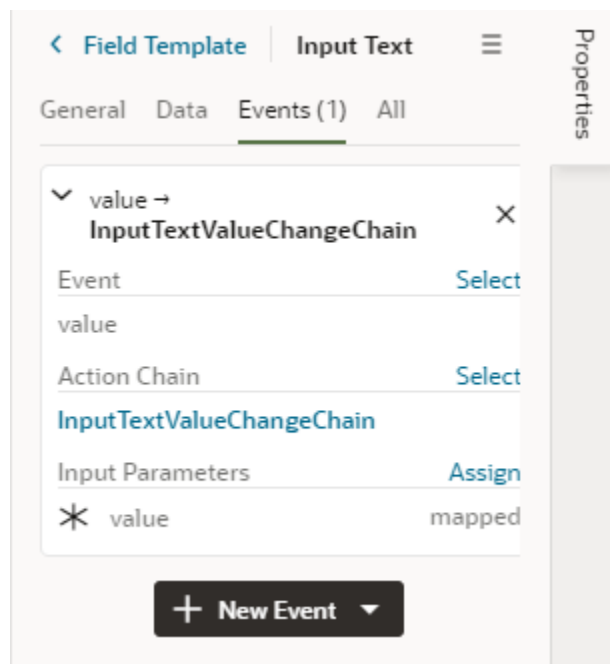 Field Template Input Text
Properties
General Data Events (1) All
value →
InputTextValueChangeChain
Event Select
value
Action Chain Select
InputTextValueChangeChain
Input Parameters Assign
value mapped
New Event